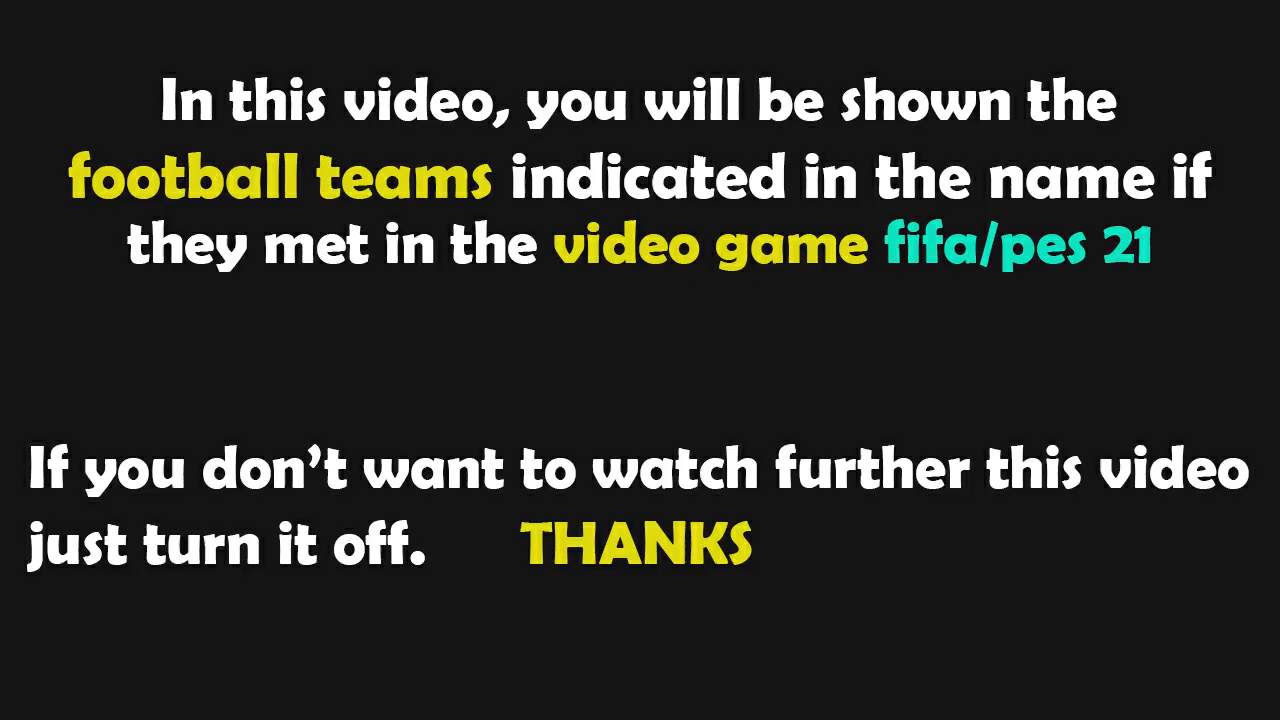 In this video, you will be shown the
football teams indicated in the name if
they met in the video game fifa/pes 21
If you don’t want to watch further this video
just turn it off. THANKS